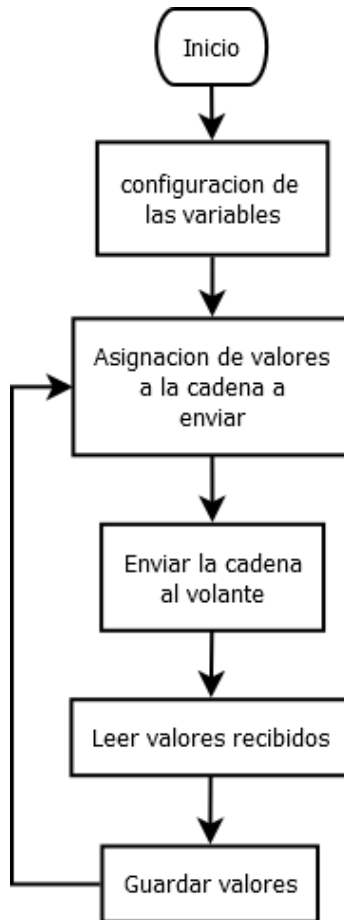 Inicio
configuracion de
las variables
Asignacion de valores
a la cadena a
enviar
Enviar la cadena
al volante
Leer valores recibidos
Guardar valores